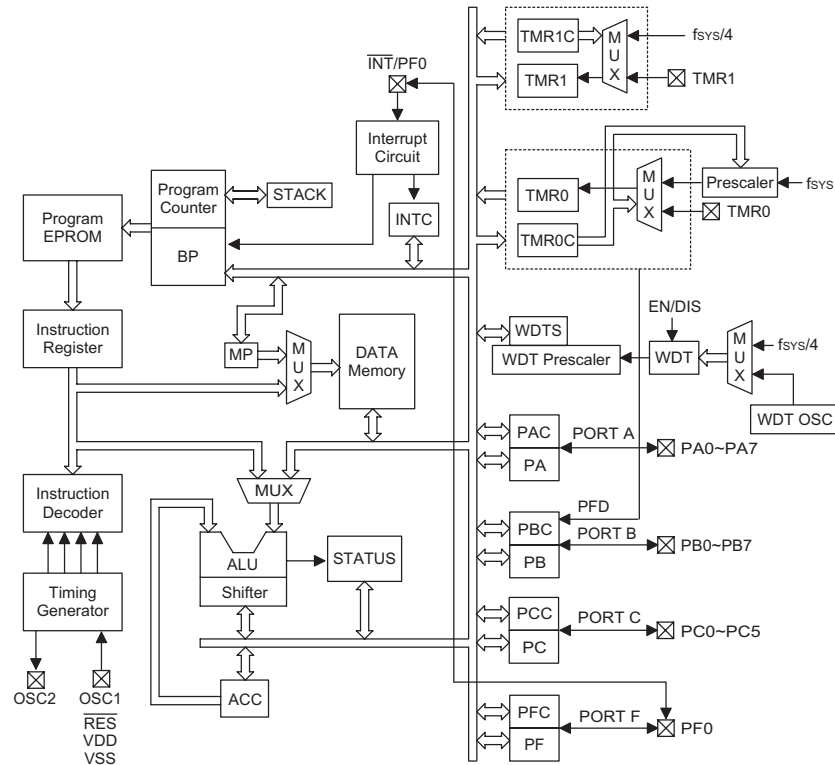 TMR1C
MUX
fSYS/4
TMR1
TMR1
INT/PF0
Interrupt
Circuit
Program
Counter
STACK
INTC
Program
EPROM
BP
TMR0
MUX
Prescaler
fSYS
TMR0
TMR0C
Instruction
Register
MP
MUX
DATA
Memory
WDTS
WDT Prescaler
EN/DIS
WDT
MUX
fSYS/4
WDT OSC
PAC
PORT A
PA0~PA7
PA
MUX
Instruction
Decoder
ALU
STATUS
Shifter
PFD
PBC
PORT B
PB0~PB7
PB
Timing
Generator
PCC
PORT C
PC0~PC5
PC
OSC2
OSC1
RES
VDD
VSS
ACC
PFC
PORT F
PF0
PF